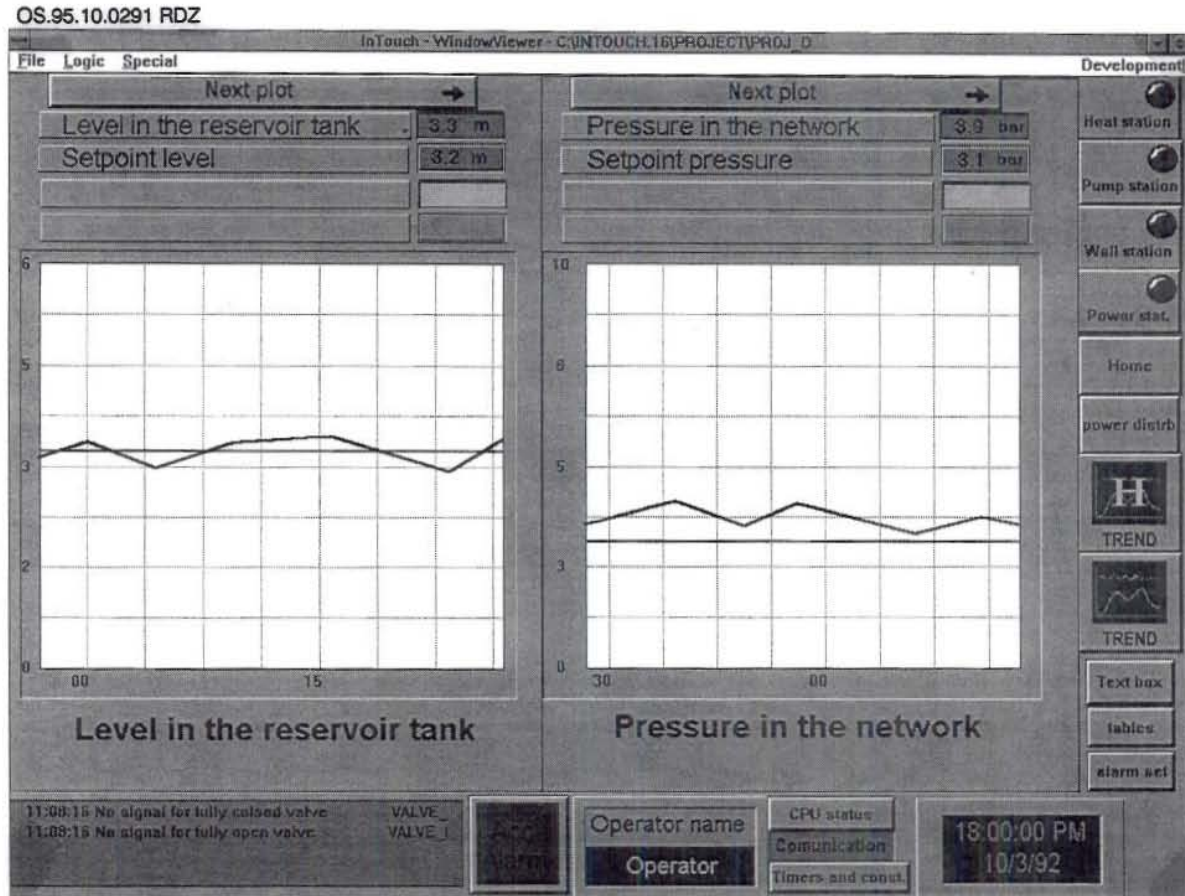 OS.95.10.0291 RDZ
InTouch - WindowViewer - C:\INTOUCH.16\PROJECT\PROJ_D
File Logic Special
Development!
Next plot
Level in the reservoir tank 3.3 m
Setpoint level 3.2 m
Next plot
Pressure in the network 3.9 bar
Setpoint pressure 3.1 bar
Heat station
Pump station
Wall station
Power stat.
Home
power distrb
H
TREND
TREND
Text box
tables
alarm set
6
5
3
2
0
00 15
Level in the reservoir tank
10
6
5
3
0
30 00
Pressure in the network
11:08:16 No signal for fully colsed valve VALVE_
11:08:16 No signal for fully open valve VALVE_
Alarm
Operator name
Operator
CPU status
Comunication
Timers and const.
18:00:00 PM
10/3/92